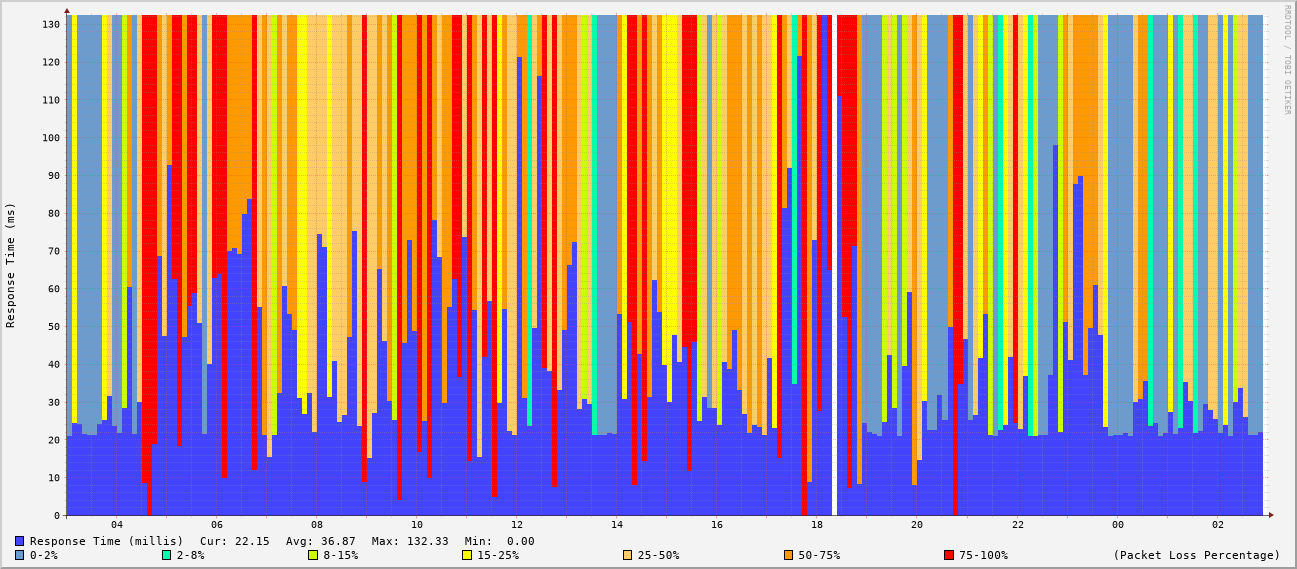 RRDTOOL / TOBI OETIKER
Response Time (ms)
130
120
110
100
90
80
70
60
50
40
30
20
10
0
04 06 08 10 12 14 16 18 20 22 00 02
Response Time (millis) Cur: 22.15 Avg: 36.87 Max: 132.33 Min: 0.00
0-2% 2-8% 8-15% 15-25% 25-50% 50-75% 75-100% (Packet Loss Percentage)